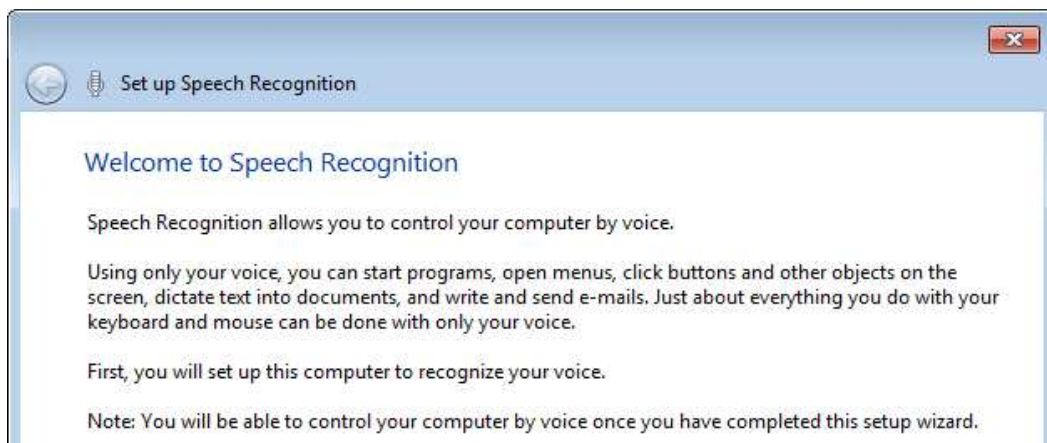 Set up Speech Recognition
Welcome to Speech Recognition
Speech Recognition allows you to control your computer by voice.
Using only your voice, you can start programs, open menus, click buttons and other objects on the
screen, dictate text into documents, and write and send e-mails. Just about everything you do with your
keyboard and mouse can be done with only your voice.
First, you will set up this computer to recognize your voice.
Note: You will be able to control your computer by voice once you have completed this setup wizard.